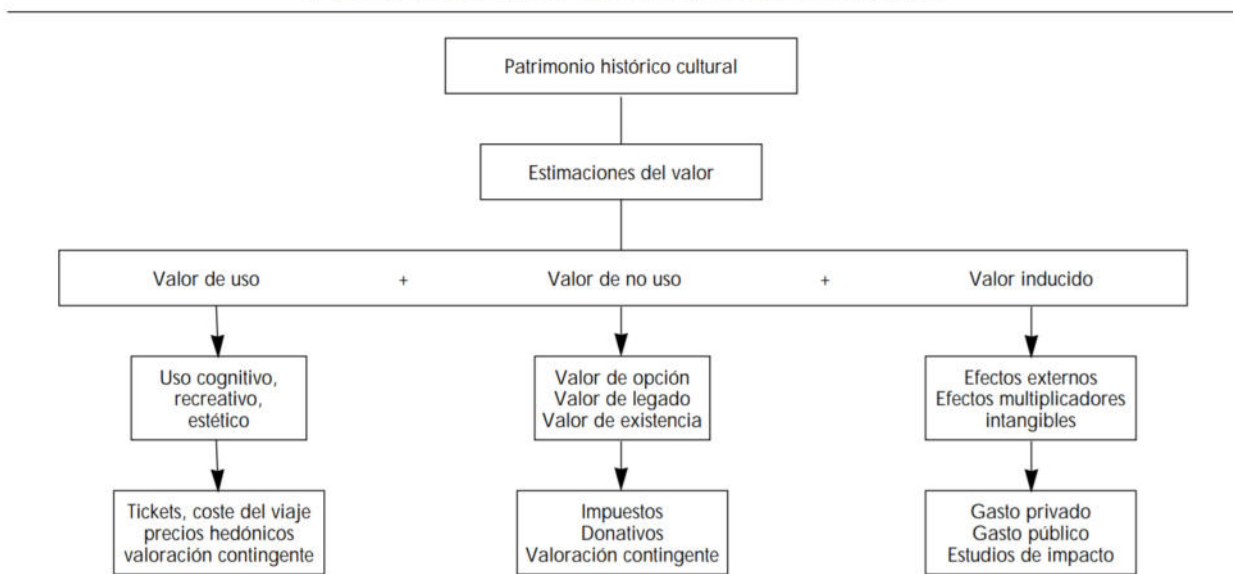 Patrimonio histórico cultural
Estimaciones del valor
Valor de uso + Valor de no uso + Valor inducido
Uso cognitivo,
recreativo,
estético
Valor de opción
Valor de legado
Valor de existencia
Efectos externos
Efectos multiplicadores
intangibles
Tickets, coste del viaje
precios hedónicos
valoración contingente
Impuestos
Donativos
Valoración contingente
Gasto privado
Gasto público
Estudios de impacto